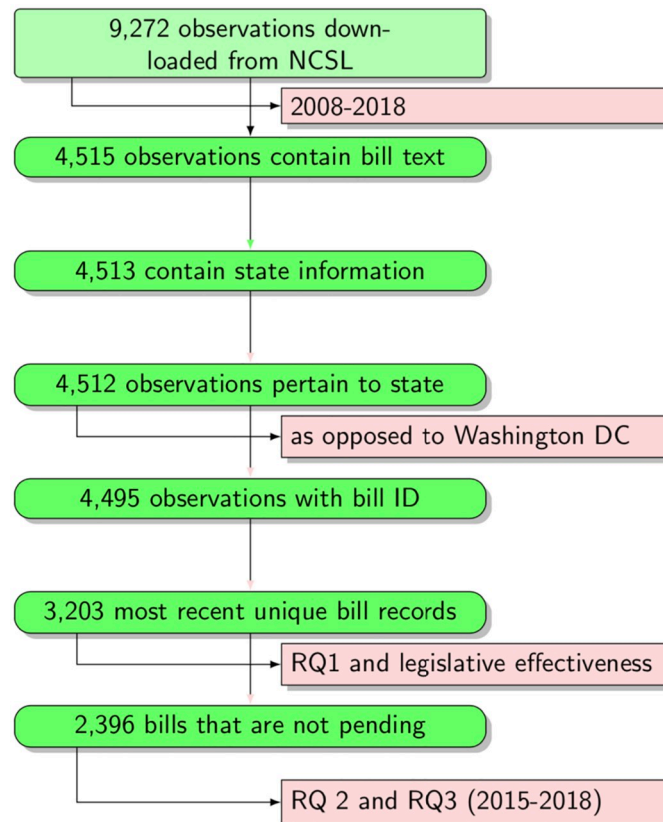 9,272 observations down-
loaded from NCSL
2008-2018
4,515 observations contain bill text
4,513 contain state information
4,512 observations pertain to state
as opposed to Washington DC
4,495 observations with bill ID
3,203 most recent unique bill records
RQ1 and legislative effectiveness
2,396 bills that are not pending
RQ 2 and RQ3 (2015-2018)